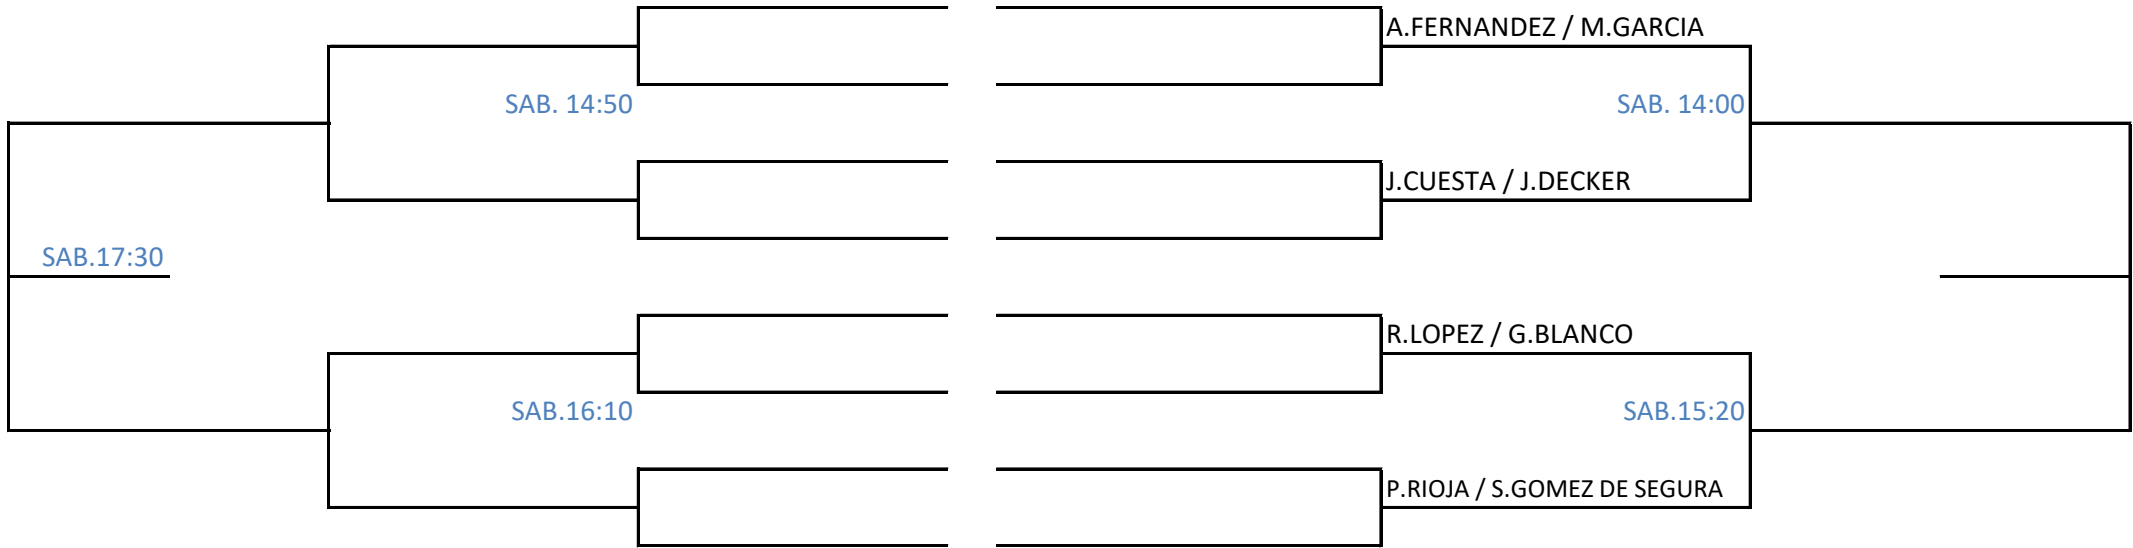 A.FERNANDEZ / M.GARCIA
SAB. 14:50
SAB. 14:00
J.CUESTA / J.DECKER
SAB.17:30
R.LOPEZ / G.BLANCO
SAB.16:10
SAB.15:20
P.RIOJA / S.GOMEZ DE SEGURA